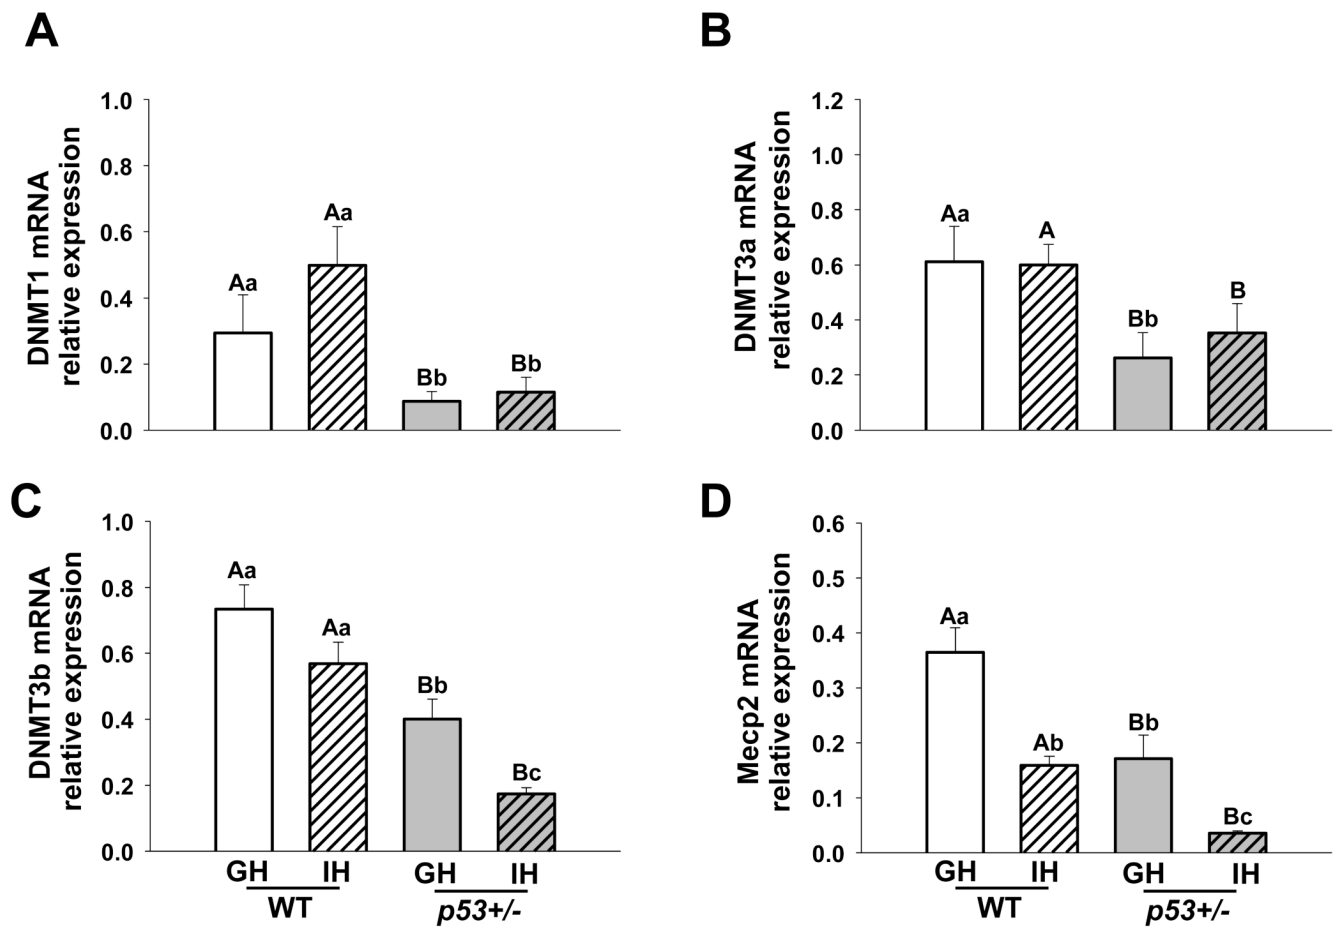 A
DNMT1 mRNA
relative expression
1.0
0.8
0.6
0.4
0.2
0.0
Aa
Aa
Bb
Bb
B
DNMT3a mRNA
relative expression
1.2
1.0
0.8
0.6
0.4
0.2
0.0
Aa
A
Bb
B
C
DNMT3b mRNA
relative expression
1.0
0.8
0.6
0.4
0.2
0.0
Aa
Aa
Bb
Bc
GH IH GH IH
WT p53+/-
D
Mecp2 mRNA
relative expression
0.6
0.5
0.4
0.3
0.2
0.1
0.0
Aa
Ab
Bb
Bc
GH IH GH IH
WT p53+/-